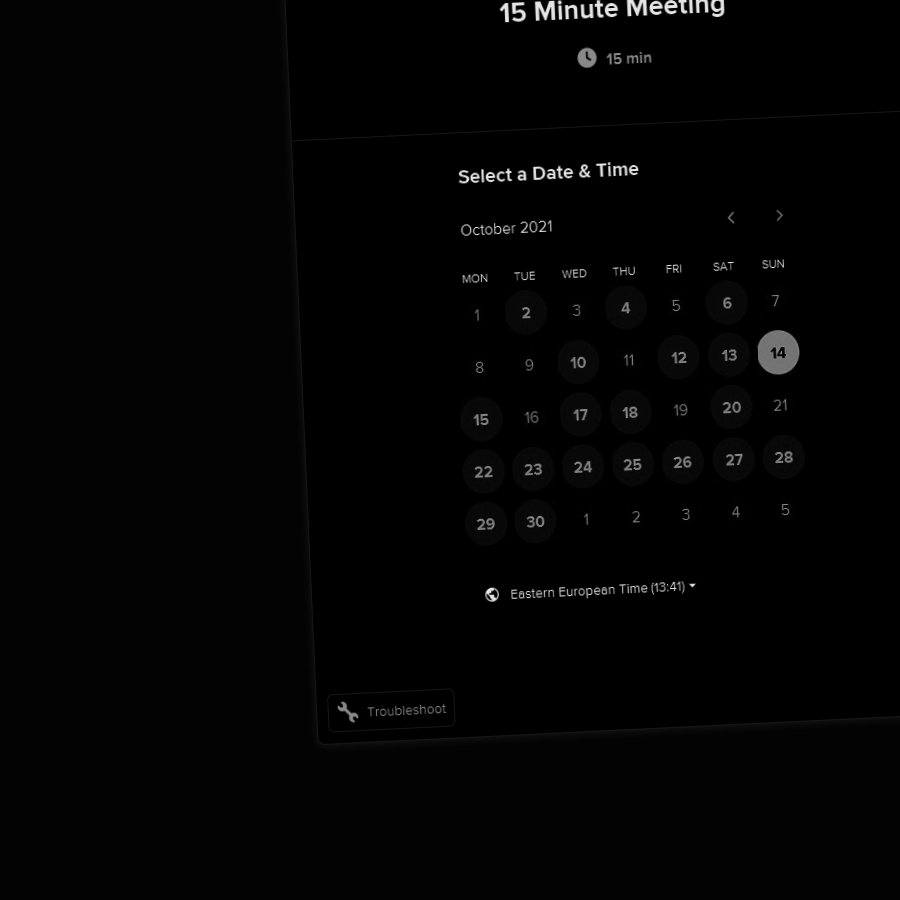 15 Minute Meeting
15 min
Select a Date & Time
October 2021
MON TUE WED THU FRI SAT SUN
1 2 3 4 5 6 7
8 9 10 11 12 13 14
15 16 17 18 19 20 21
22 23 24 25 26 27 28
29 30 1 2 3 4 5
Eastern European Time (13:41)
Troubleshoot